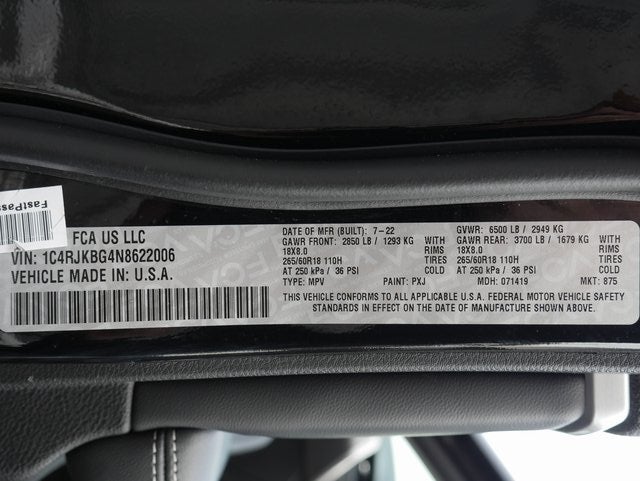 FastPass
FCA US LLC
VIN: 1C4RJKBG4N8622006
VEHICLE MADE IN U.S.A.
DATE OF MFR (BUILT): 7-22 GVWR: 6500 LB / 2949 KG
GAWR FRONT: 2850 LB / 1293 KG WITH GAWR REAR: 3700 LB / 1679 KG WITH
18X8.0 RIMS 18X8.0 RIMS
265/60R18 110H TIRES 265/60R18 110H TIRES
AT 250 kPa / 36 PSI COLD AT 250 kPa / 36 PSI COLD
TYPE: MPV PAINT: PXJ MDH: 071419 MKT: 875
THIS VEHICLE CONFORMS TO ALL APPLICABLE U.S.A. FEDERAL MOTOR VEHICLE SAFETY
STANDARDS IN EFFECT ON THE DATE OF MANUFACTURE SHOWN ABOVE.